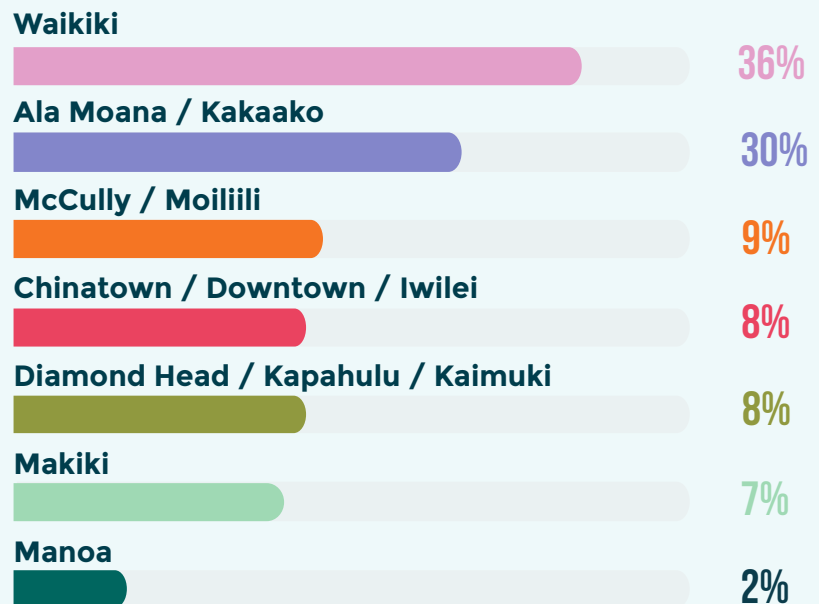 Waikiki
36%
Ala Moana / Kakaako
30%
McCully / Moiliili
9%
Chinatown / Downtown / Iwilei
8%
Diamond Head / Kapahulu / Kaimuki
8%
Makiki
7%
Manoa
2%